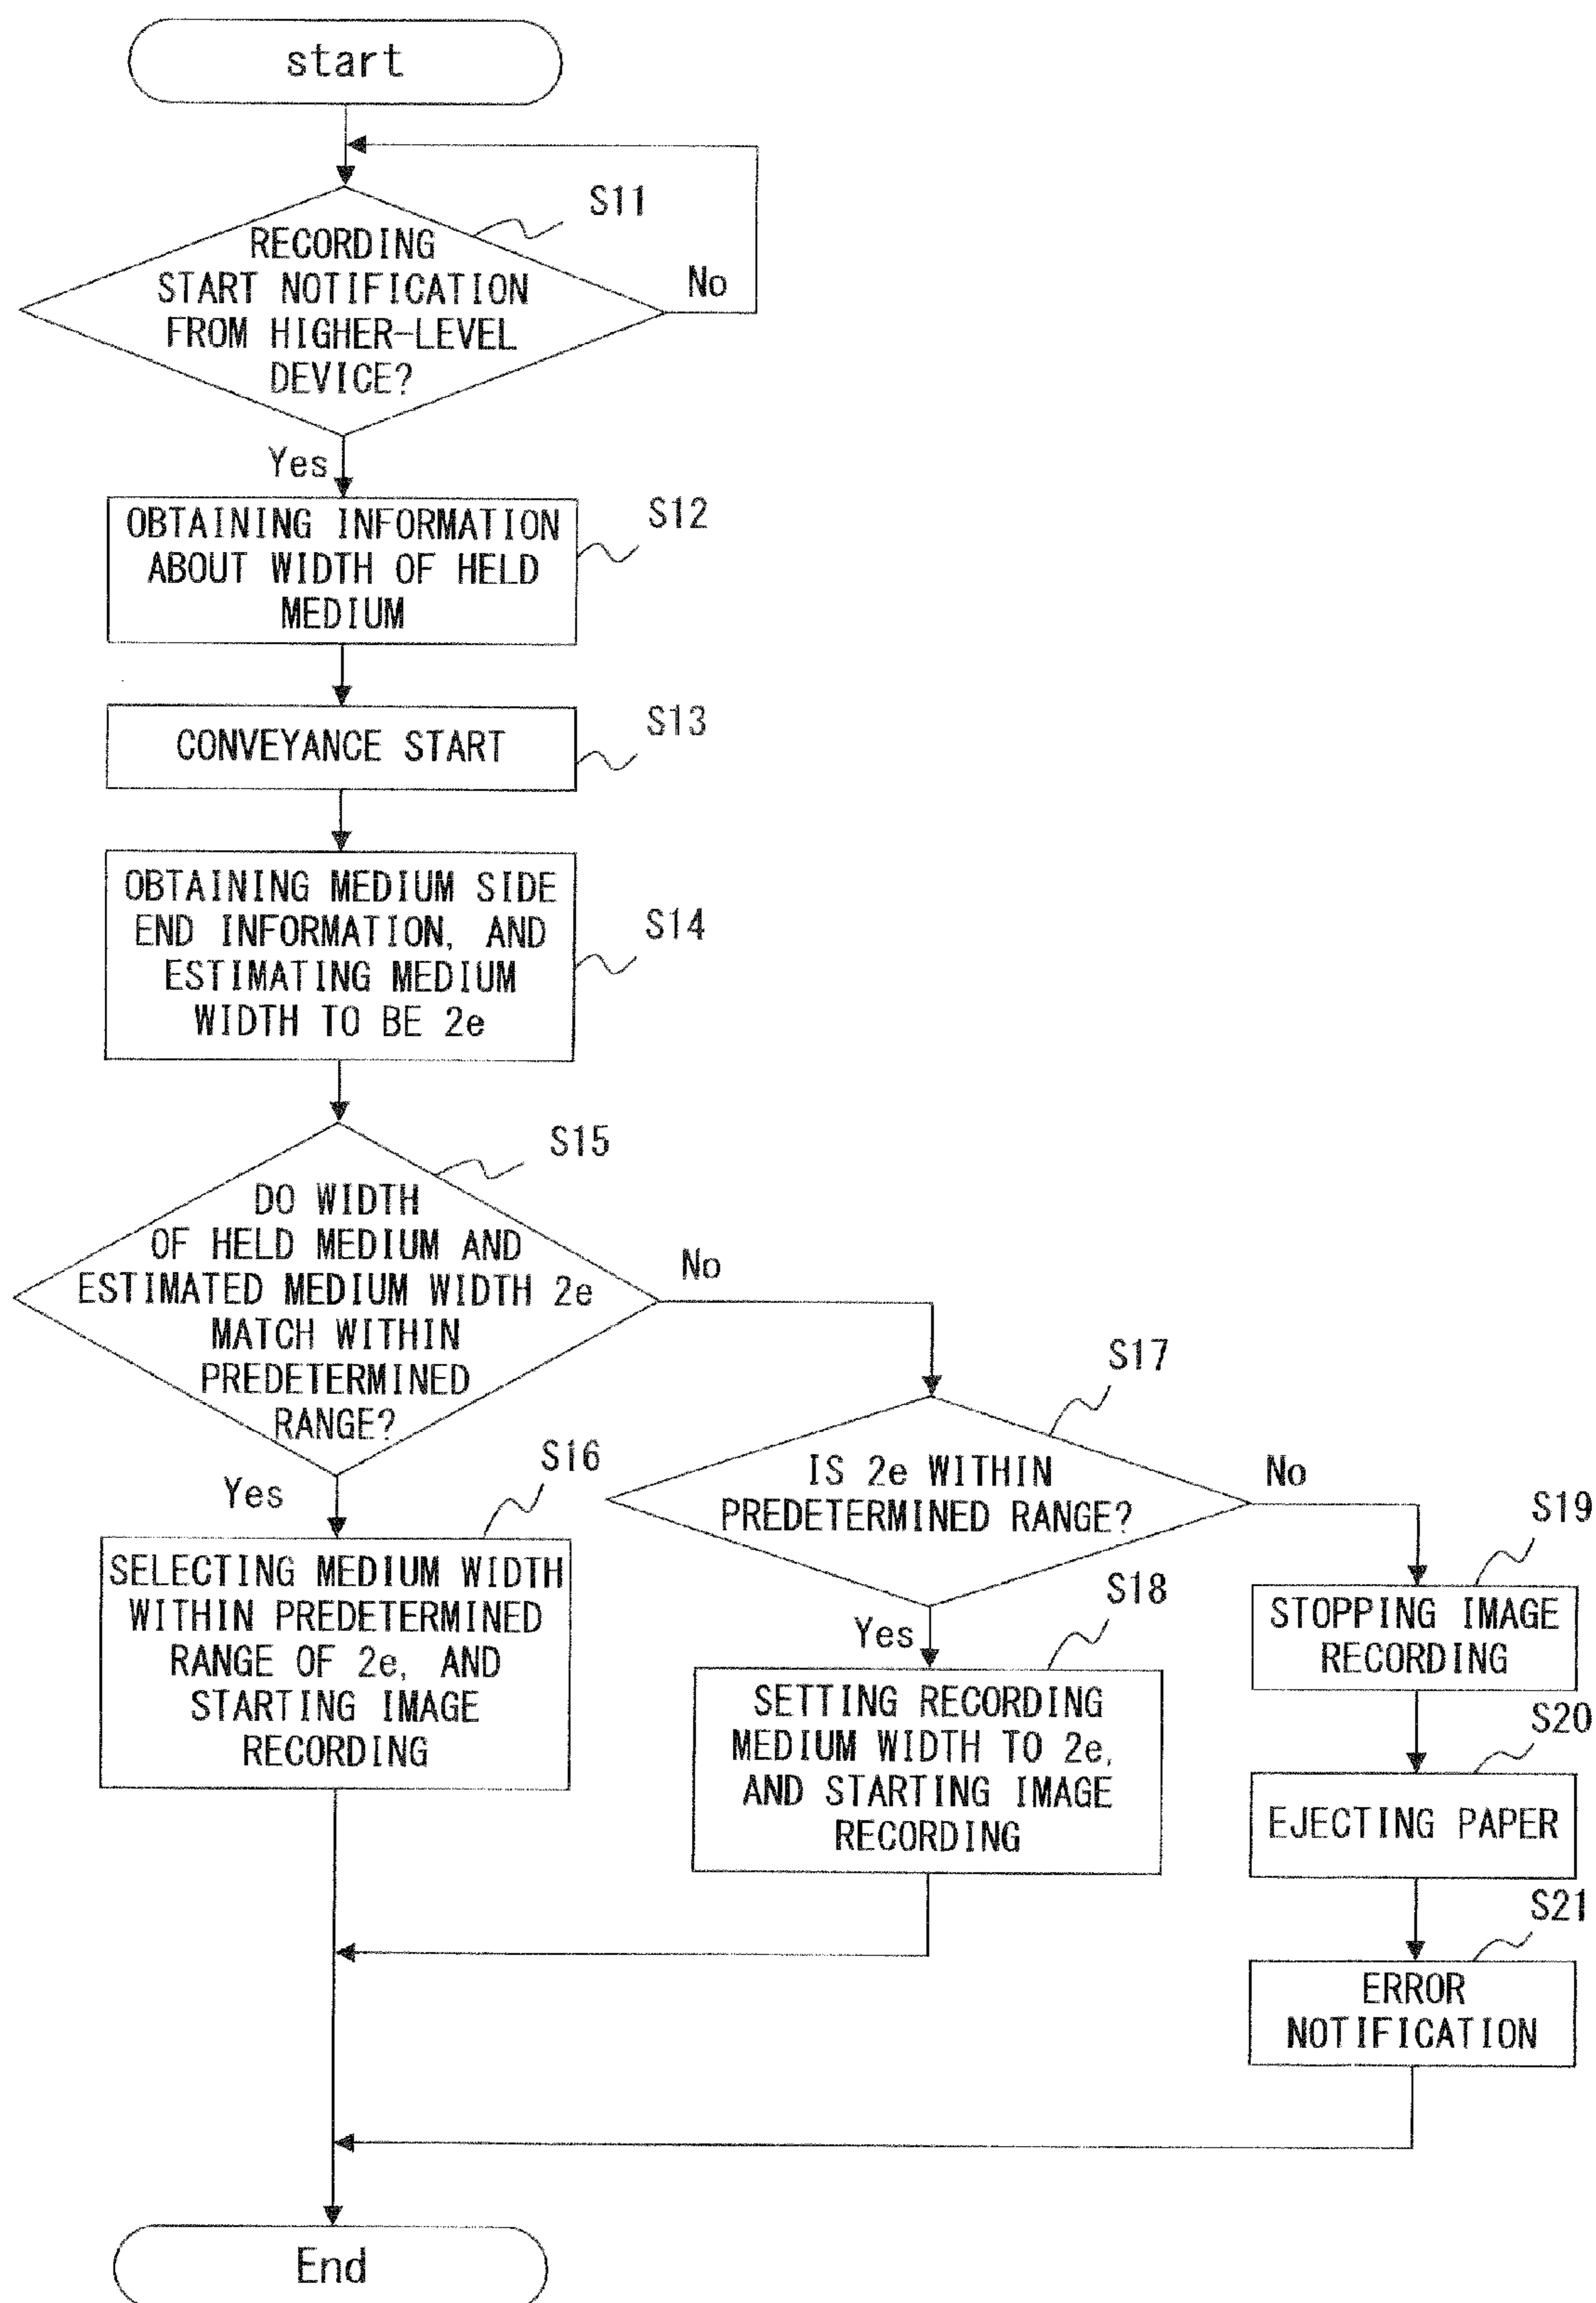 start
S11
RECORDING
START NOTIFICATION
FROM HIGHER-LEVEL
DEVICE?
No
Yes
S12
OBTAINING INFORMATION
ABOUT WIDTH OF HELD
MEDIUM
S13
CONVEYANCE START
S14
OBTAINING MEDIUM SIDE
END INFORMATION, AND
ESTIMATING MEDIUM
WIDTH TO BE 2e
S15
DO WIDTH
OF HELD MEDIUM AND
ESTIMATED MEDIUM WIDTH 2e
MATCH WITHIN
PREDETERMINED
RANGE?
No
Yes
S16
SELECTING MEDIUM WIDTH
WITHIN PREDETERMINED
RANGE OF 2e, AND
STARTING IMAGE
RECORDING
S17
IS 2e WITHIN
PREDETERMINED RANGE?
No
Yes
S18
SETTING RECORDING
MEDIUM WIDTH TO 2e,
AND STARTING IMAGE
RECORDING
S19
STOPPING IMAGE
RECORDING
S20
EJECTING PAPER
S21
ERROR
NOTIFICATION
End